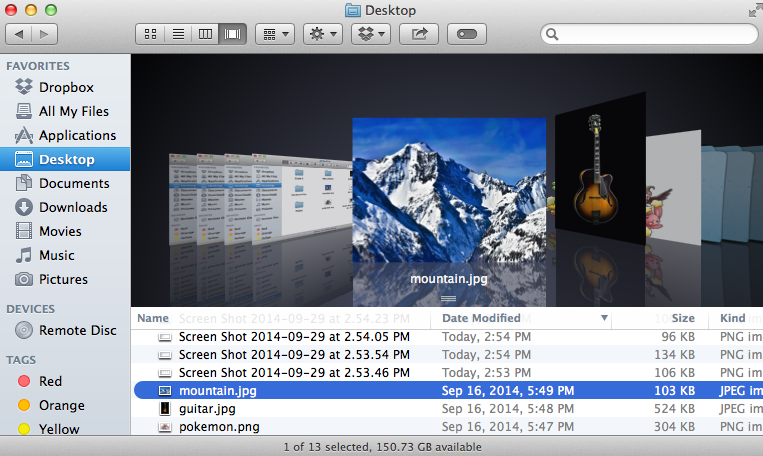 Desktop
FAVORITES
Dropbox
All My Files
Applications
Desktop
Documents
Downloads
Movies
Music
Pictures
DEVICES
Remote Disc
TAGS
Red
Orange
Yellow
mountain.jpg
Name Date Modified Size Kind
Screen Shot 2014-09-29 at 2.54.23 PM
Screen Shot 2014-09-29 at 2.54.05 PM Today, 2:54 PM 96 KB PNG im
Screen Shot 2014-09-29 at 2.53.54 PM Today, 2:54 PM 134 KB PNG im
Screen Shot 2014-09-29 at 2.53.46 PM Today, 2:53 PM 106 KB PNG im
mountain.jpg Sep 16, 2014, 5:49 PM 103 KB JPEG im
guitar.jpg Sep 16, 2014, 5:48 PM 524 KB JPEG im
pokemon.png Sep 16, 2014, 5:47 PM 304 KB PNG im
1 of 13 selected, 150.73 GB available